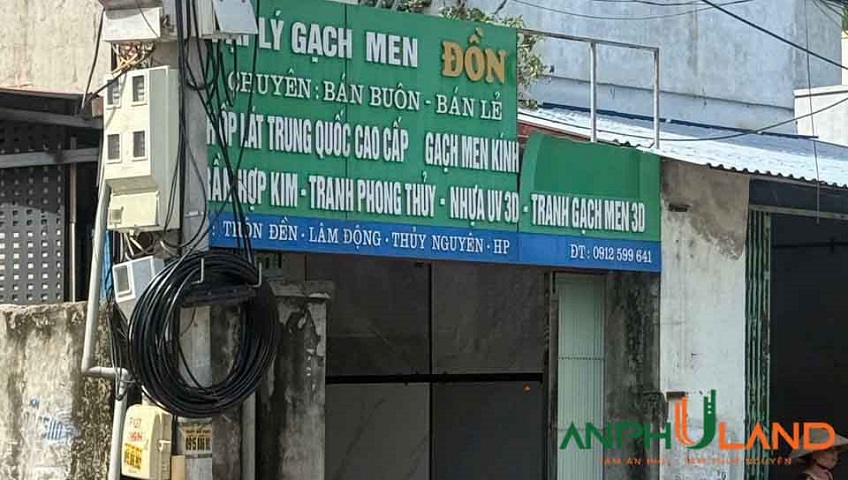 LÝ GẠCH MEN ĐỒN
CHUYÊN : BÁN BUÔN - BÁN LẺ
LÁT TRUNG QUỐC CAO CẤP GẠCH MEN KÍNH
HỢP KIM - TRANH PHONG THỦY - NHỰA UV 3D - TRANH GẠCH MEN 3D
: THÔN ĐỀN - LÂM ĐỘNG - THỦY NGUYÊN - HP ĐT : 0912 599 641
ANPHÚLAND